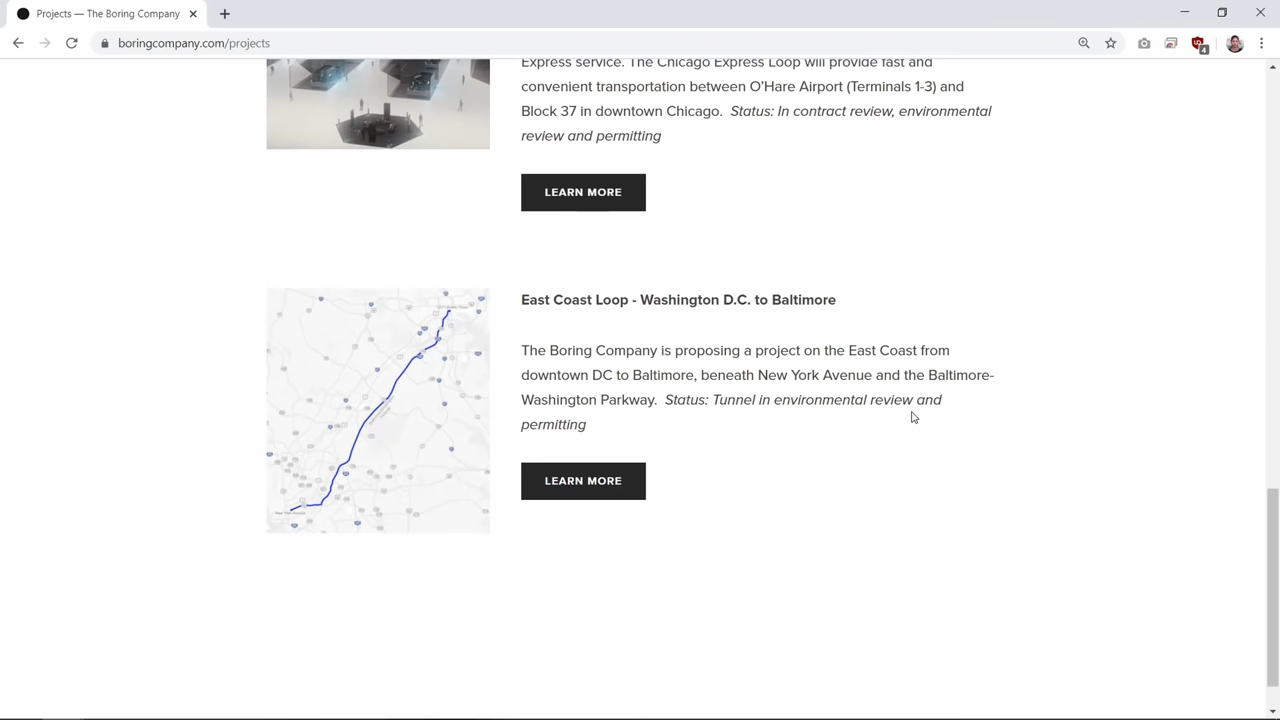 Projects — The Boring Company
boringcompany.com/projects
4
Express service. The Chicago Express Loop will provide fast and
convenient transportation between O'Hare Airport (Terminals 1-3) and
Block 37 in downtown Chicago. Status: In contract review, environmental
review and permitting
LEARN MORE
East Coast Loop - Washington D.C. to Baltimore
The Boring Company is proposing a project on the East Coast from
downtown DC to Baltimore, beneath New York Avenue and the Baltimore-
Washington Parkway. Status: Tunnel in environmental review and
permitting
LEARN MORE